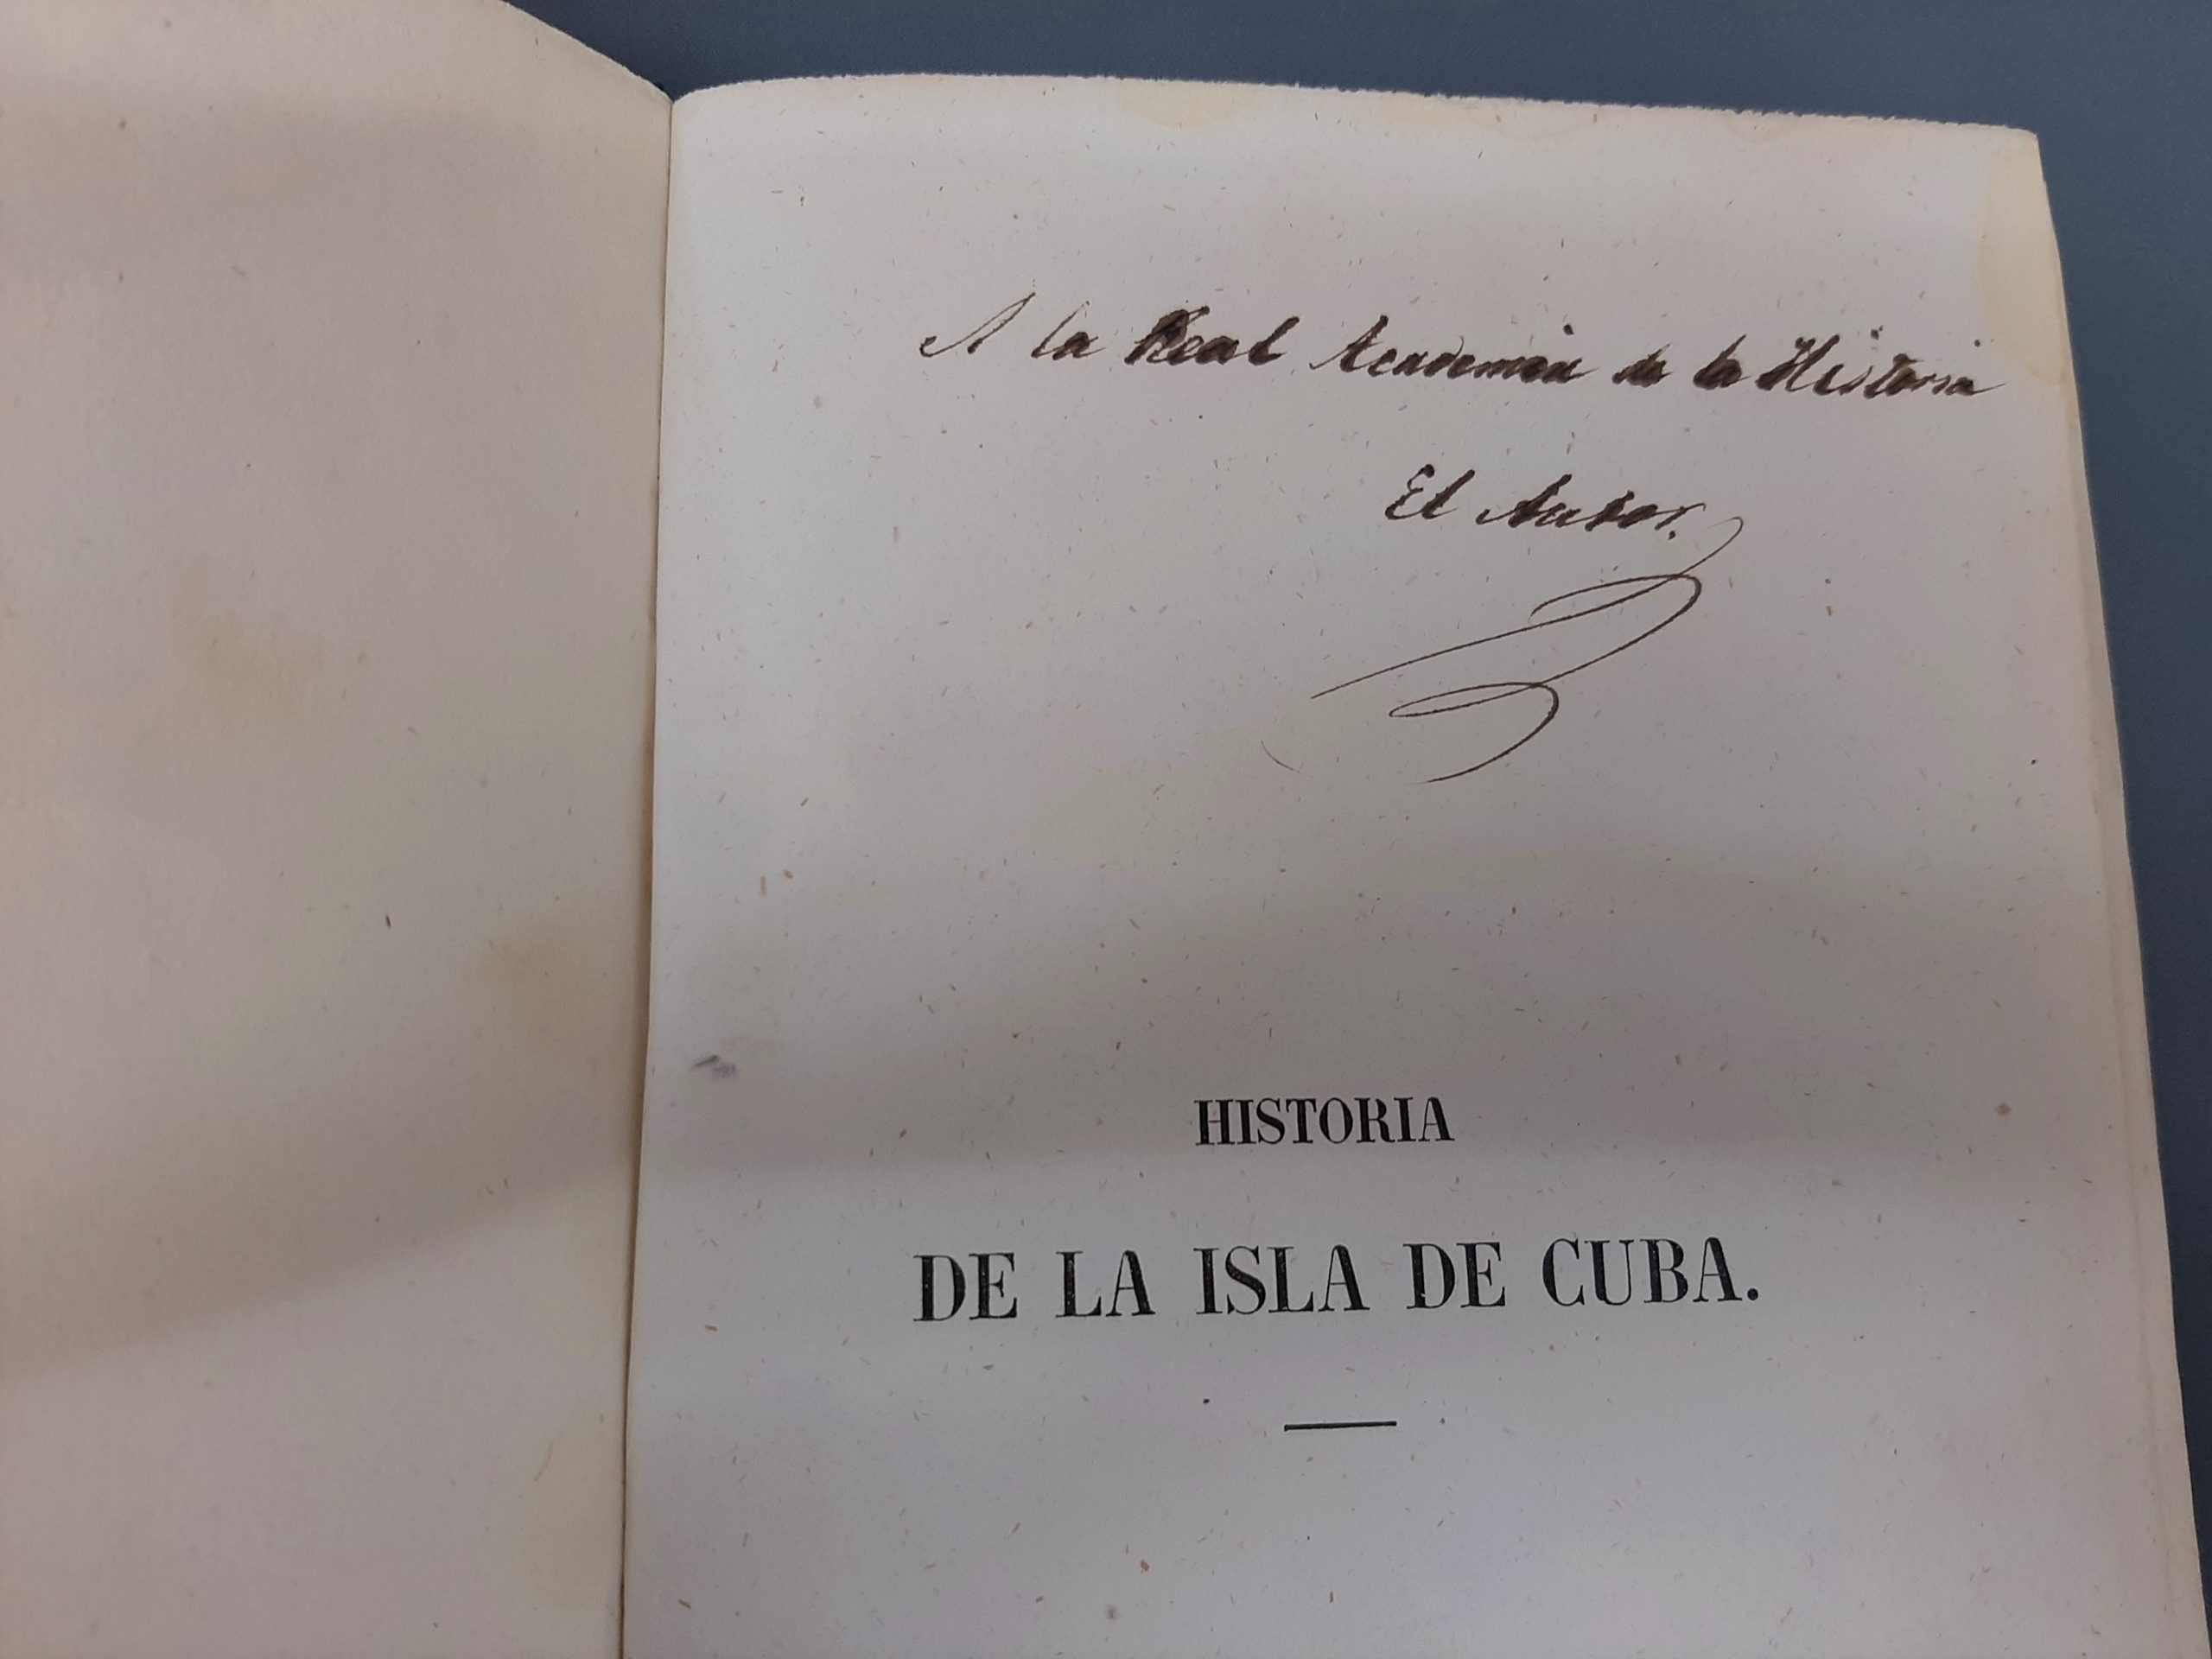 A la Real Academia de la Historia
El Autor.
HISTORIA
DE LA ISLA DE CUBA.